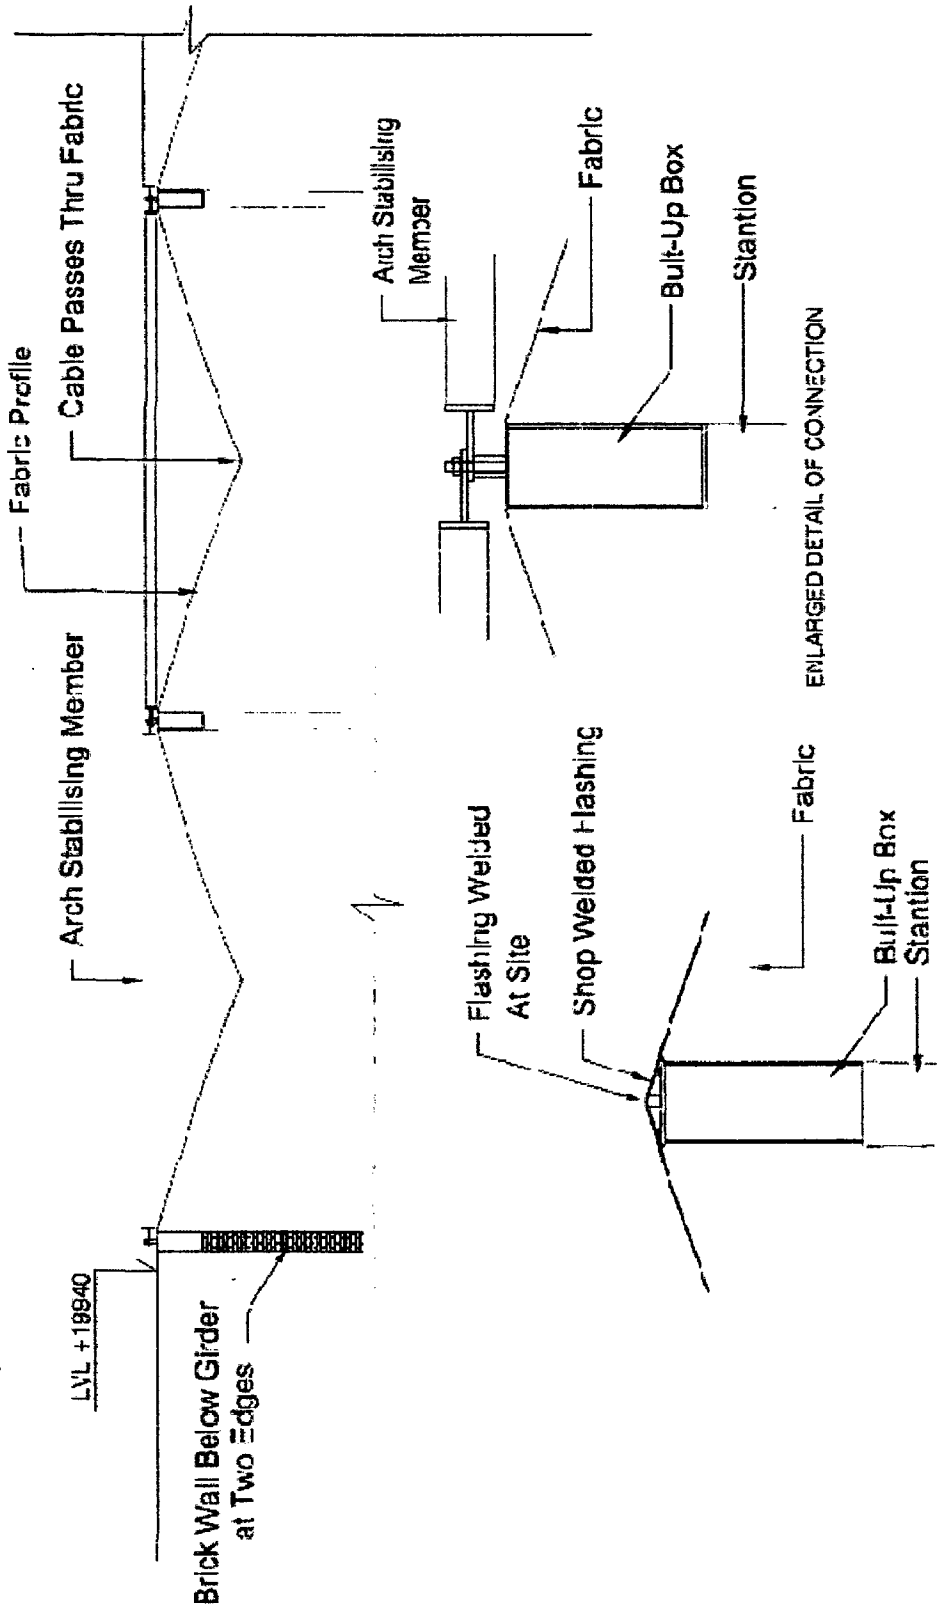 LVL +19940
Fabric Profile
Arch Stabilising Member
Cable Passes Thru Fabric
Brick Wall Below Girder
at Two Edges
Flashing Welded
At Site
Shop Welded Flashing
Fabric
Built-Up Box
Stantion
Arch Stabilising
Member
Fabric
Bult-Up Box
Stantion
ENLARGED DETAIL OF CONNECTION